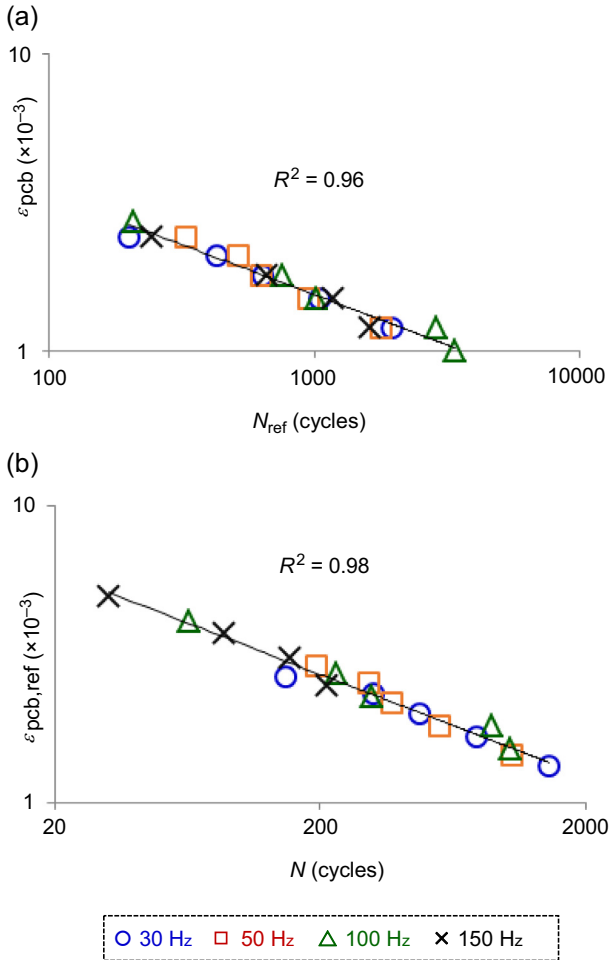 (a)
10
εpcb (×10⁻³)
R² = 0.96
1
100 1000 10000
Nref (cycles)
(b)
10
εpcb,ref (×10⁻³)
R² = 0.98
1
20 200 2000
N (cycles)
30 Hz 50 Hz 100 Hz 150 Hz